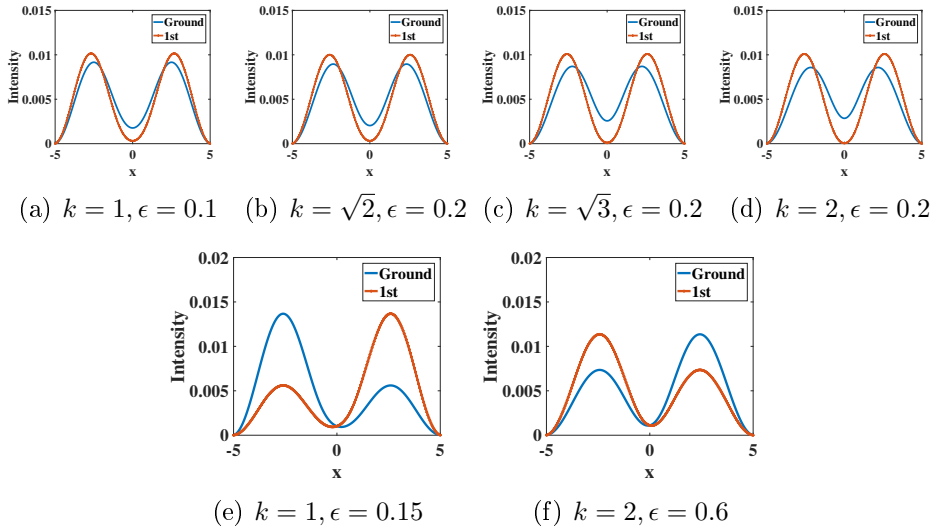 0.015 0.015 0.015 0.015
Ground Ground Ground Ground
1st 1st 1st 1st
Intensity Intensity Intensity Intensity
0.01 0.01 0.01 0.01
0.005 0.005 0.005 0.005
0 0 0 0
-5 0 5 -5 0 5 -5 0 5 -5 0 5
x x x x
(a) k = 1, ϵ = 0.1 (b) k = √2, ϵ = 0.2 (c) k = √3, ϵ = 0.2 (d) k = 2, ϵ = 0.2
0.02 0.02
Ground Ground
1st 1st
0.015 0.015
Intensity Intensity
0.01 0.01
0.005 0.005
0 0
-5 0 5 -5 0 5
x x
(e) k = 1, ϵ = 0.15 (f) k = 2, ϵ = 0.6